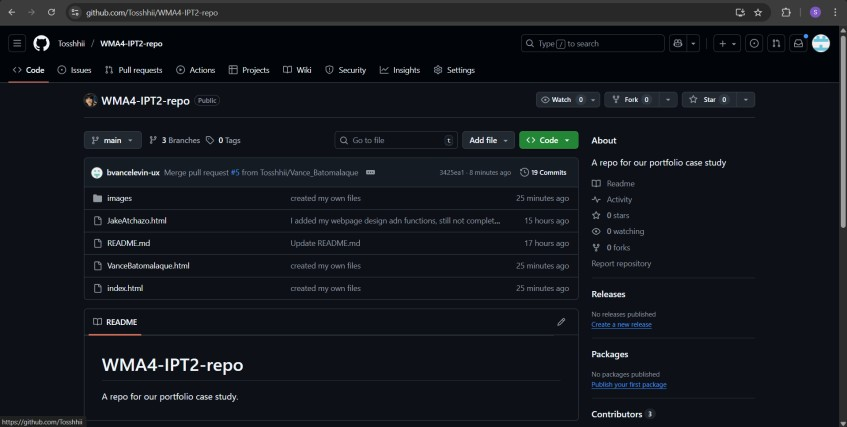 github.com/Tosshhii/WMA4-IPT2-repo
S
Tosshhii / WMA4-IPT2-repo
Type / to search
Code Issues Pull requests Actions Projects Wiki Security Insights Settings
WMA4-IPT2-repo Public
Watch 0 Fork 0 Star 0
main 3 Branches 0 Tags Go to file t Add file Code
bvancelevin-ux Merge pull request #5 from Tosshhii/Vance_Batomalaque 3425ea1 · 8 minutes ago 19 Commits
images created my own files 25 minutes ago
JakeAtchazo.html I added my webpage design adn functions, still not complet... 15 hours ago
README.md Update README.md 17 hours ago
VanceBatomalaque.html created my own files 25 minutes ago
index.html created my own files 25 minutes ago
README
WMA4-IPT2-repo
A repo for our portfolio case study.
About
A repo for our portfolio case study
Readme
Activity
0 stars
0 watching
0 forks
Report repository
Releases
No releases published
Create a new release
Packages
No packages published
Publish your first package
Contributors 3
https://github.com/Tosshhii